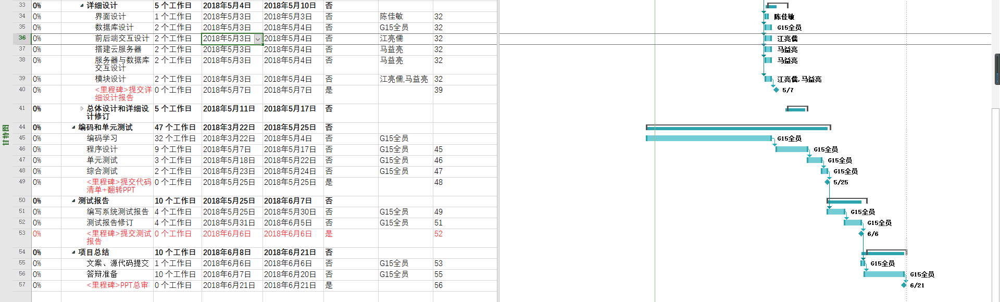 33 0% 详细设计 5 个工作日 2018年5月4日 2018年5月10日 否
34 0% 界面设计 1 个工作日 2018年5月3日 2018年5月3日 否 陈佳敏 32 陈佳敏
35 0% 数据库设计 2 个工作日 2018年5月3日 2018年5月4日 否 G15全员 32 G15全员
36 0% 前后端交互设计 2 个工作日 2018年5月3日 2018年5月4日 否 江亮儒 32 江亮儒
37 0% 搭建云服务器 2 个工作日 2018年5月3日 2018年5月4日 否 马益亮 32 马益亮
38 0% 服务器与数据库 2 个工作日 2018年5月3日 2018年5月4日 否 马益亮 32 马益亮
交互设计
39 0% 模块设计 2 个工作日 2018年5月3日 2018年5月4日 否 江亮儒,马益亮 32 江亮儒,马益亮
40 0% <里程碑>提交详 0 个工作日 2018年5月7日 2018年5月7日 是 39 5/7
细设计报告
41 0% 总体设计和详细设 5 个工作日 2018年5月11日 2018年5月17日 否
计修订
甘特图
44 0% 编码和单元测试 47 个工作日 2018年3月22日 2018年5月25日 否
45 0% 编码学习 32 个工作日 2018年3月22日 2018年5月4日 否 G15全员 G15全员
46 0% 程序设计 9 个工作日 2018年5月7日 2018年5月17日 否 G15全员 45 G15全员
47 0% 单元测试 3 个工作日 2018年5月18日 2018年5月22日 否 G15全员 46 G15全员
48 0% 综合测试 2 个工作日 2018年5月23日 2018年5月24日 否 G15全员 47 G15全员
49 0% <里程碑>提交代码 0 个工作日 2018年5月25日 2018年5月25日 是 48 5/25
清单+翻转PPT
50 0% 测试报告 10 个工作日 2018年5月25日 2018年6月7日 否
51 0% 编写系统测试报告 4 个工作日 2018年5月25日 2018年5月30日 否 G15全员 49 G15全员
52 0% 测试报告修订 4 个工作日 2018年5月31日 2018年6月5日 否 G15全员 51 G15全员
53 0% <里程碑>提交测试 0 个工作日 2018年6月6日 2018年6月6日 是 52 6/6
报告
54 0% 项目总结 10 个工作日 2018年6月8日 2018年6月21日 否
55 0% 文案、源代码提交 1 个工作日 2018年6月6日 2018年6月6日 否 G15全员 53 G15全员
56 0% 答辩准备 10 个工作日 2018年6月7日 2018年6月20日 否 G15全员 55 G15全员
57 0% <里程碑>PPT总审 0 个工作日 2018年6月21日 2018年6月21日 是 56 6/21